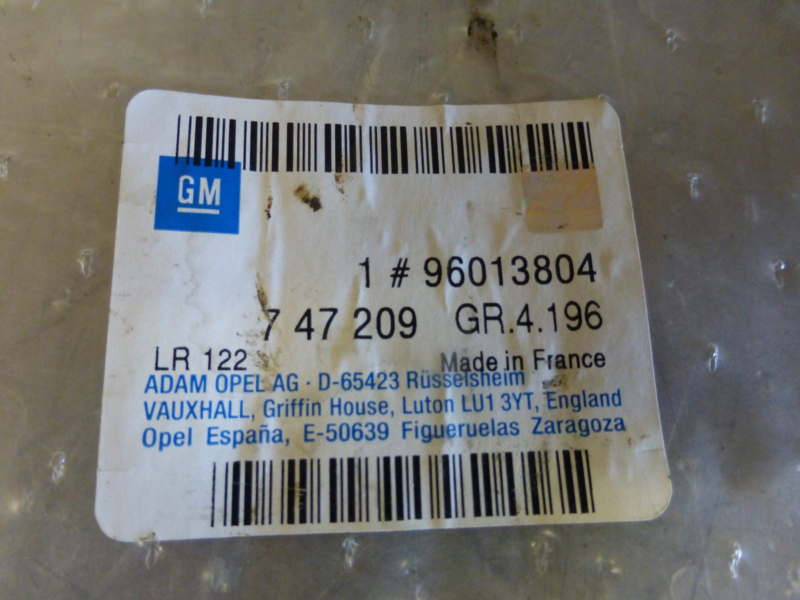 GM
1 # 96013804
7 47 209 GR.4.196
LR 122 Made in France
ADAM OPEL AG · D-65423 Rüsselsheim
VAUXHALL, Griffin House, Luton LU1 3YT, England
Opel España, E-50639 Figueruelas Zaragoza